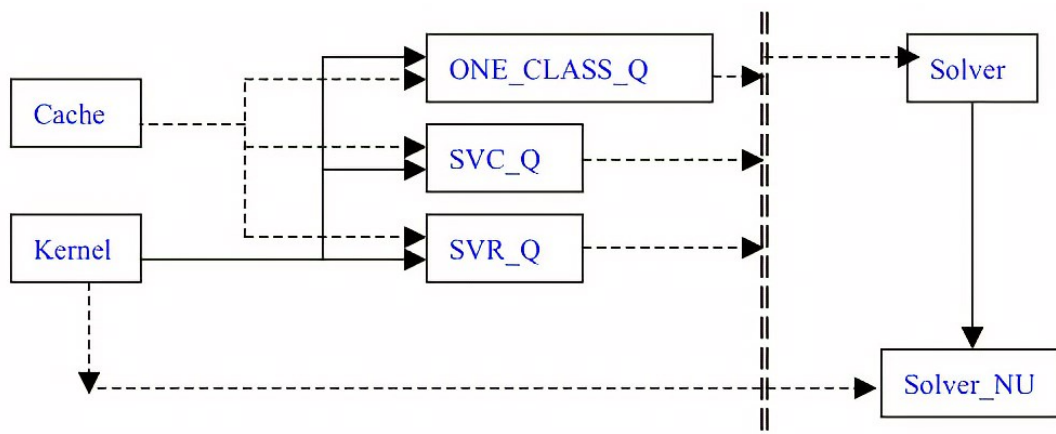 ONE_CLASS_Q
Solver
Cache
SVC_Q
Kernel
SVR_Q
Solver_NU